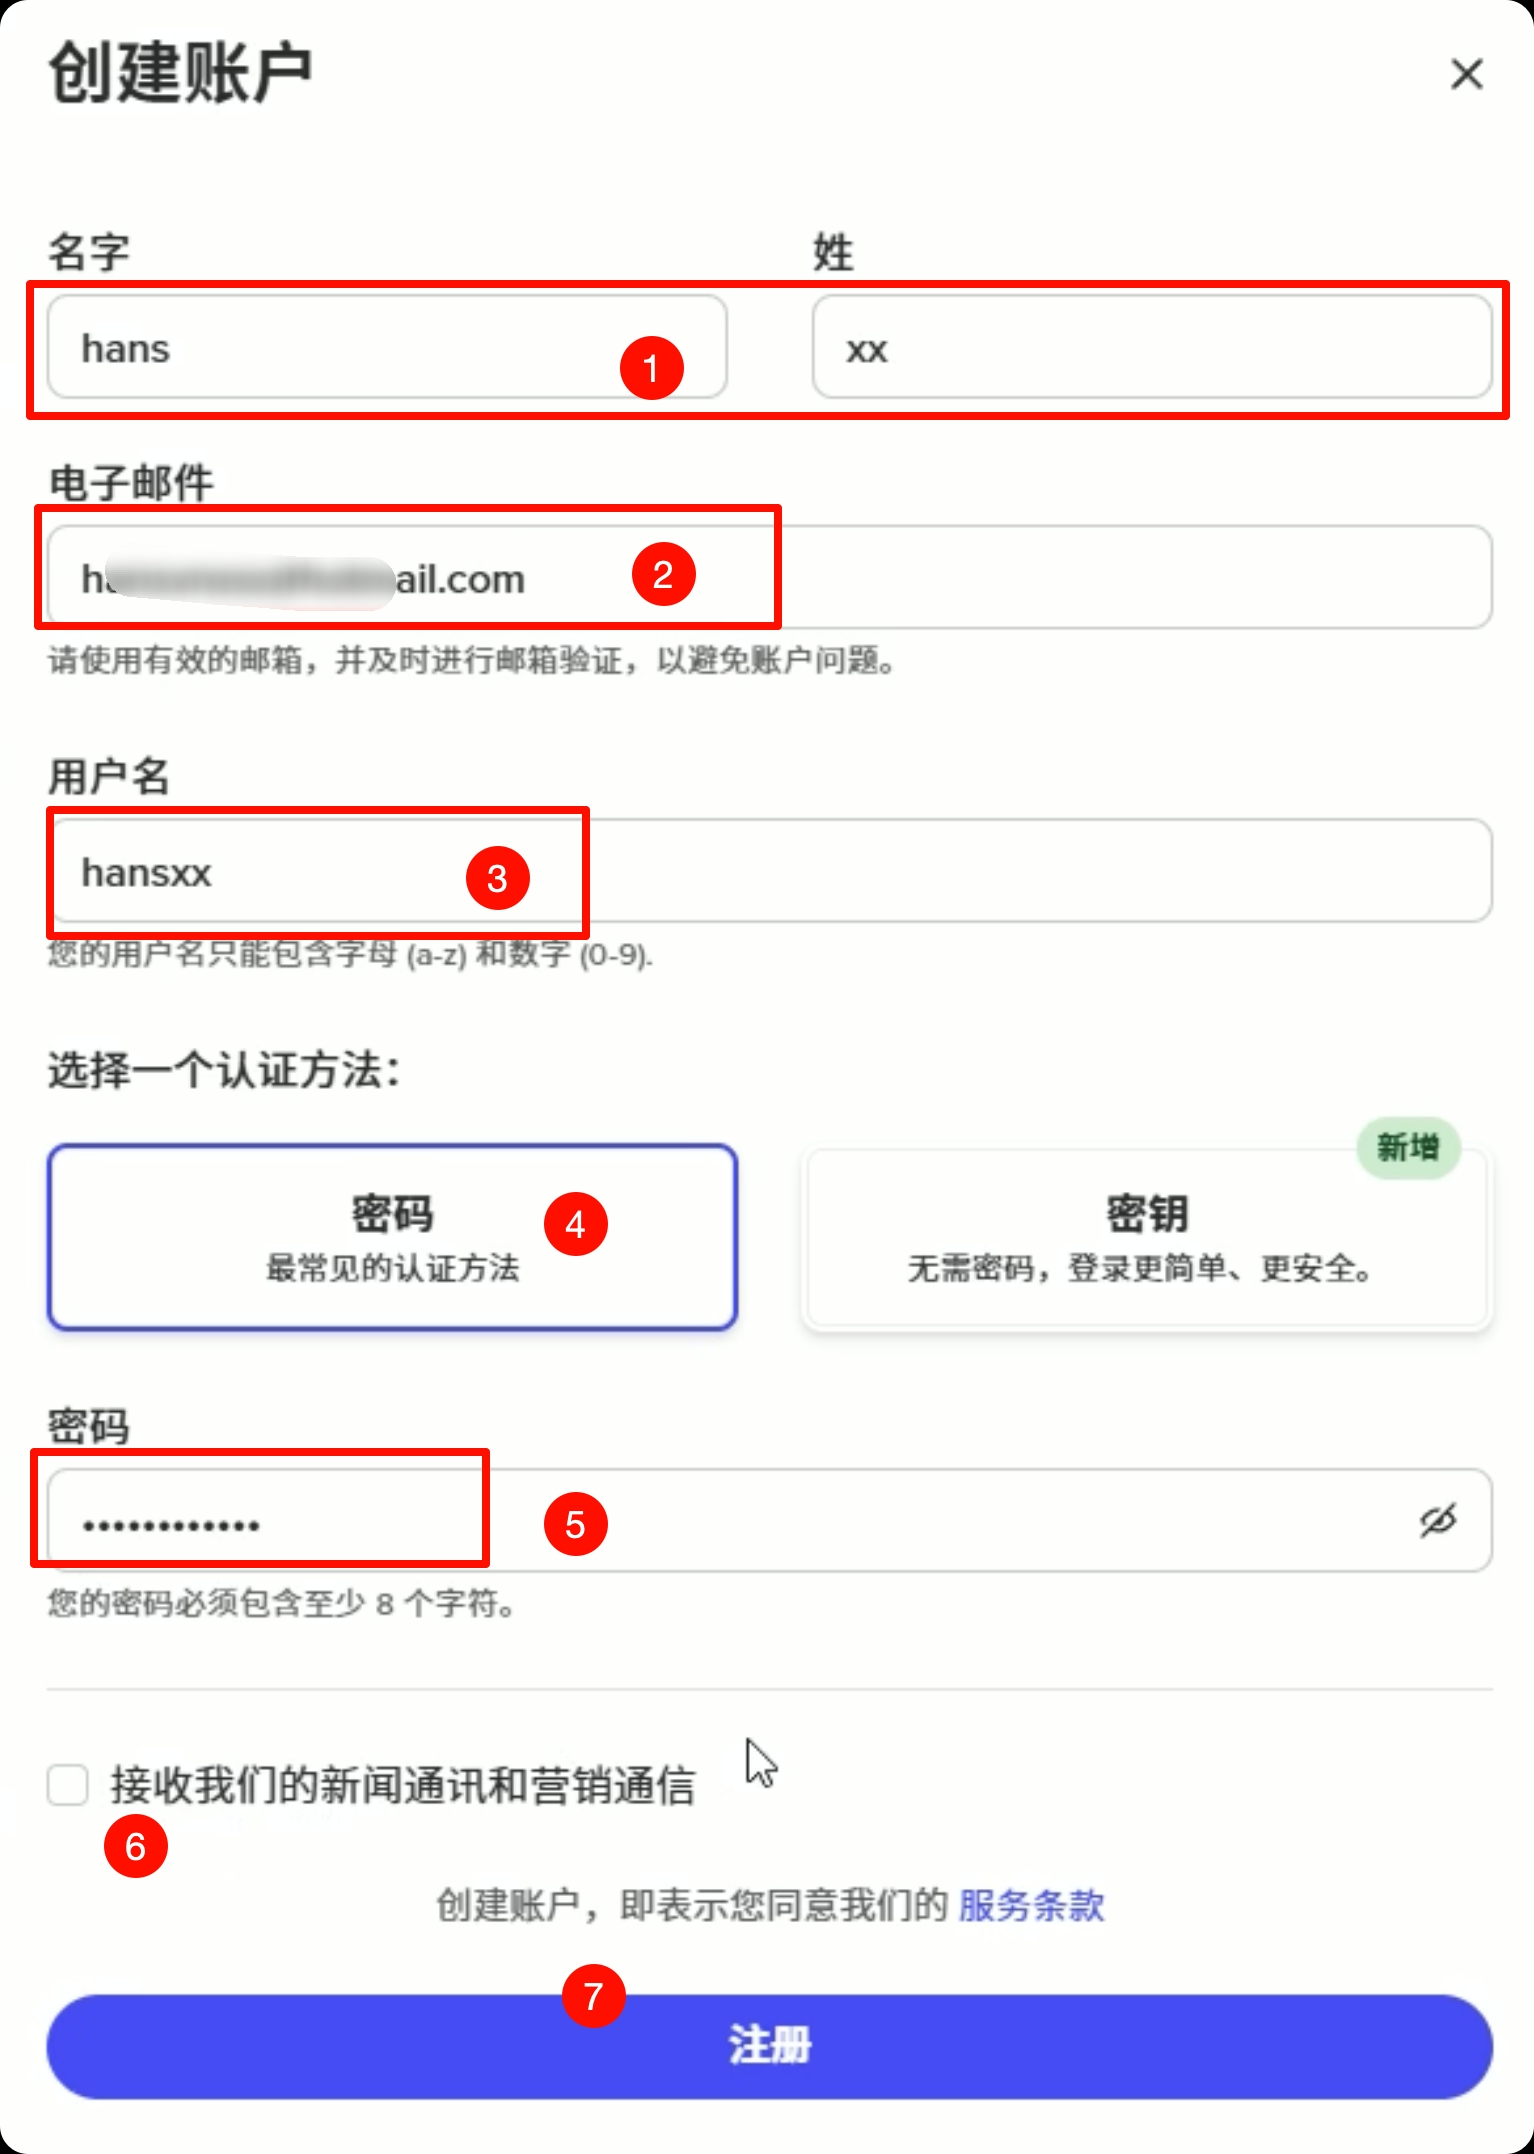 创建账户
名字
姓
hans
1
xx
电子邮件
ail.com
2
请使用有效的邮箱，并及时进行邮箱验证，以避免账户问题。
用户名
hansxx
3
您的用户名只能包含字母 (a-z) 和数字 (0-9).
选择一个认证方法：
新增
密码
4
最常见的认证方法
密钥
无需密码，登录更简单、更安全。
密码
••••••••••••
5
您的密码必须包含至少 8 个字符。
接收我们的新闻通讯和营销通信
6
创建账户，即表示您同意我们的 服务条款
7
注册